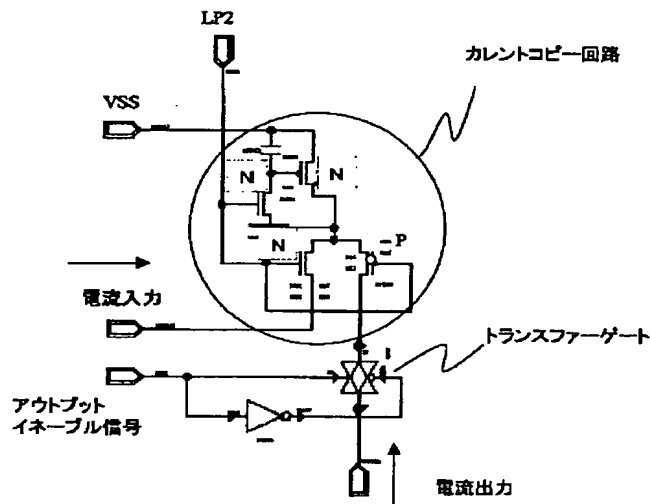 LP2
カレントコピー回路
VSS
N
N
N
P
電流入力
トランスファーゲート
アウトプット
イネーブル信号
電流出力